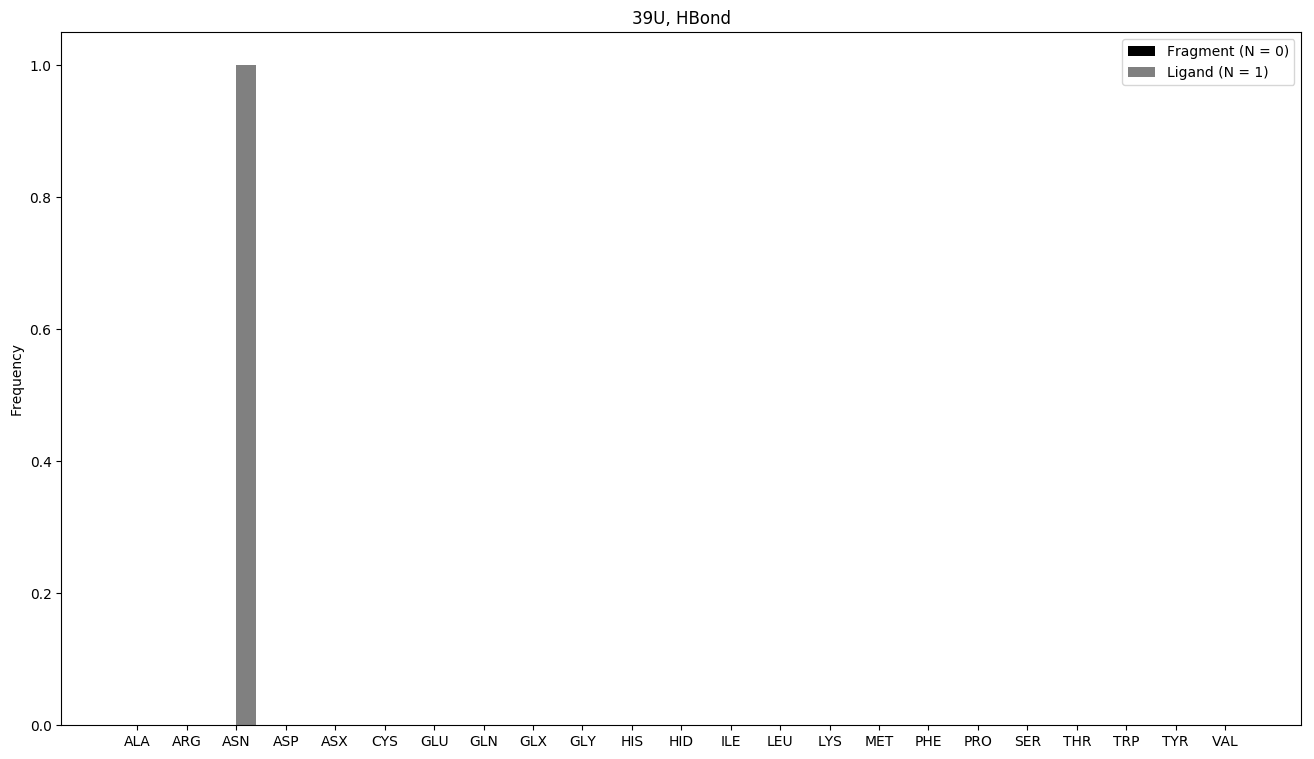 39U, HBond
Fragment (N = 0)
Ligand (N = 1)
Frequency
1.0
0.8
0.6
0.4
0.2
0.0
ALA ARG ASN ASP ASX CYS GLU GLN GLX GLY HIS HID ILE LEU LYS MET PHE PRO SER THR TRP TYR VAL